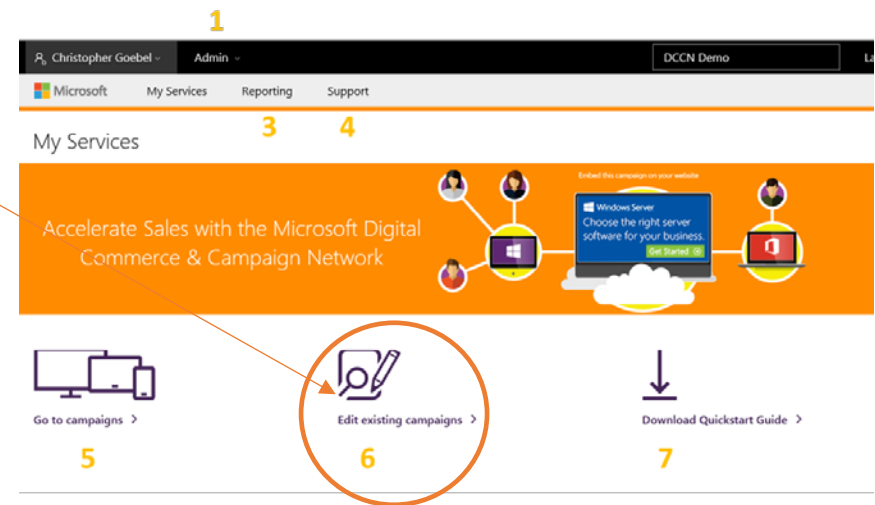 1
Christopher Goebel Admin DCCN Demo La
Microsoft My Services Reporting Support
3 4
My Services
Embed this campaign on your website
Accelerate Sales with the Microsoft Digital
Commerce & Campaign Network
Windows Server
Choose the right server
software for your business.
Get Started
Go to campaigns > Edit existing campaigns > Download Quickstart Guide >
5 6 7